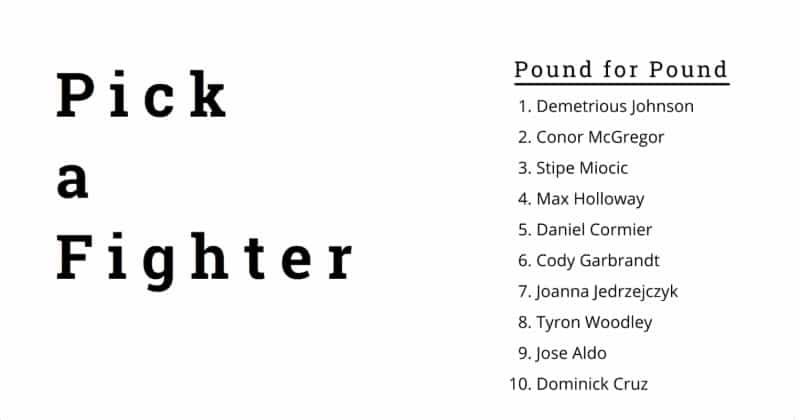 Pick
a
Fighter
Pound for Pound
1. Demetrious Johnson
2. Conor McGregor
3. Stipe Miocic
4. Max Holloway
5. Daniel Cormier
6. Cody Garbrandt
7. Joanna Jedrzejczyk
8. Tyron Woodley
9. Jose Aldo
10. Dominick Cruz